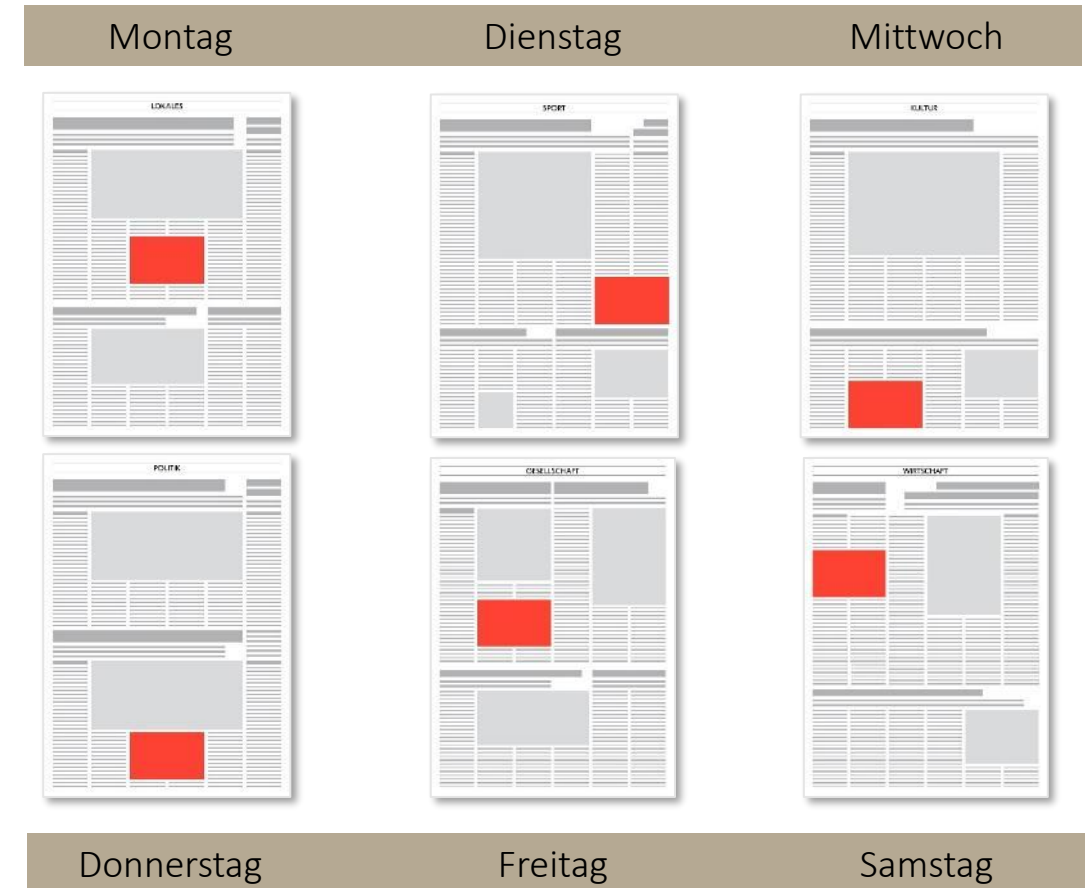 Montag Dienstag Mittwoch
LOKALES SPORT KULTUR
POLITIK GESELLSCHAFT WIRTSCHAFT
Donnerstag Freitag Samstag